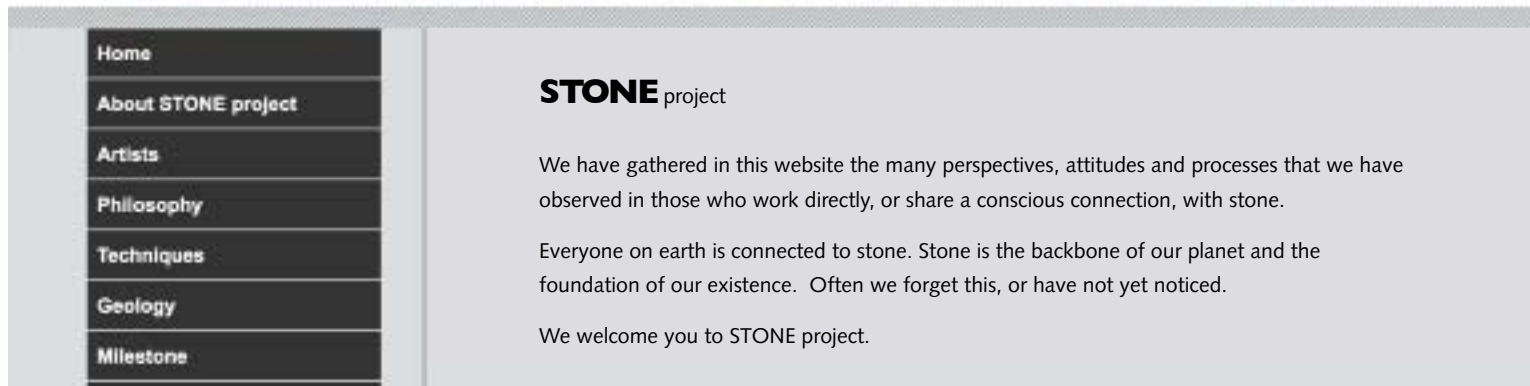 Home
About STONE project
Artists
Philosophy
Techniques
Geology
Milestone
STONE project
We have gathered in this website the many perspectives, attitudes and processes that we have
observed in those who work directly, or share a conscious connection, with stone.
Everyone on earth is connected to stone. Stone is the backbone of our planet and the
foundation of our existence.  Often we forget this, or have not yet noticed.
We welcome you to STONE project.